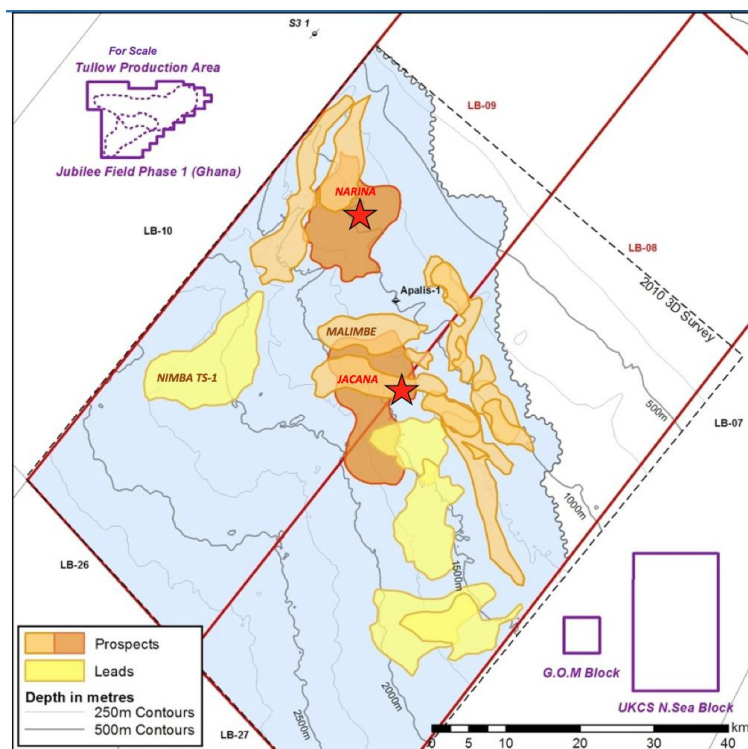 S3 1
For Scale
Tullow Production Area
Jubilee Field Phase 1 (Ghana)
LB-09
NARINA
LB-10
LB-08
2010 3D Survey
Apalis-1
MALIMBE
NIMBA TS-1
JACANA
500m
LB-07
1000m
LB-26
1500m
Prospects
Leads
Depth in metres
250m Contours
500m Contours
2000m
2500m
LB-27
G.O.M Block
UKCS N.Sea Block
km
0 10 20 30 40